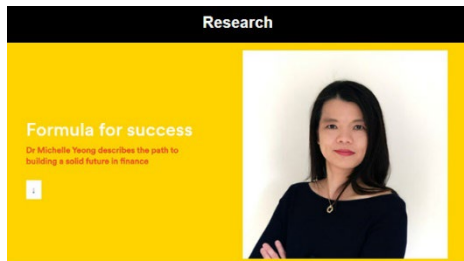 Research
Formula for success
Dr Michelle Yeong describes the path to
building a solid future in finance
↓